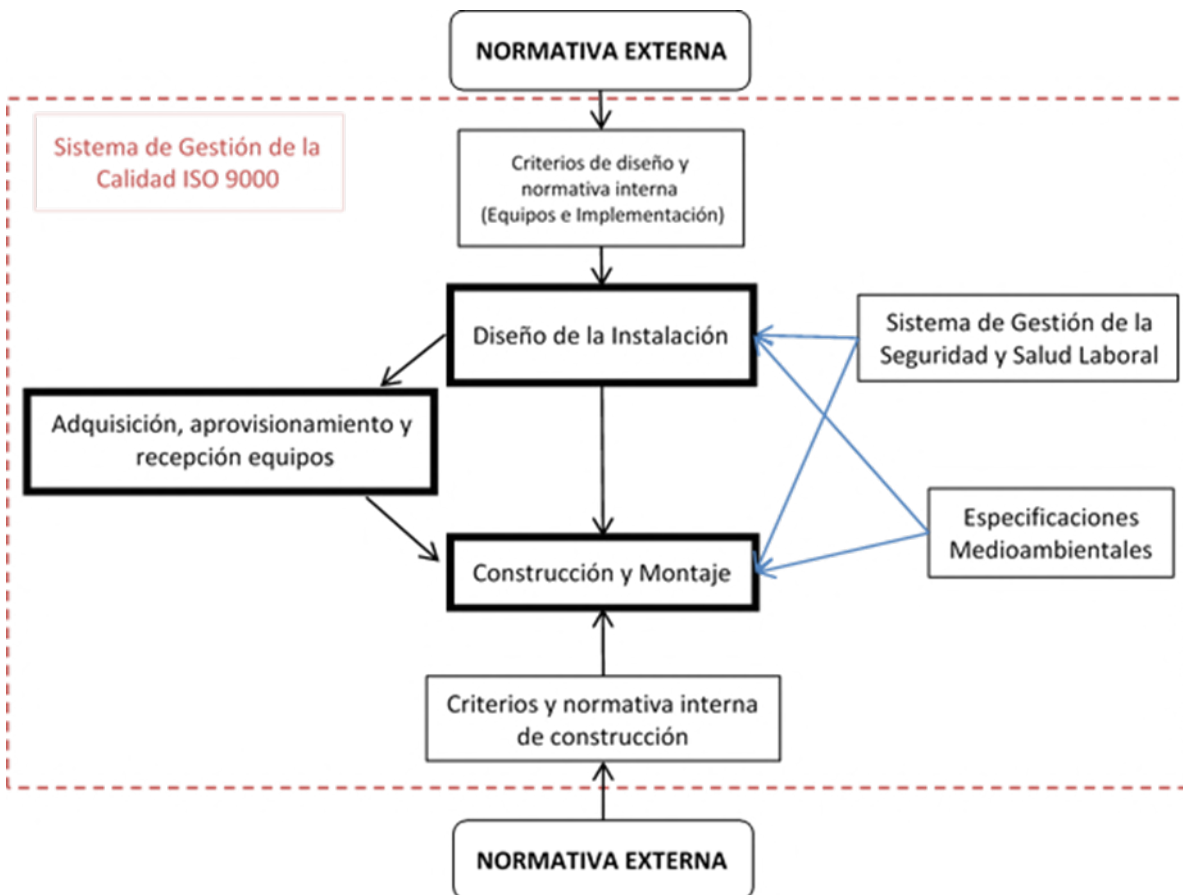 NORMATIVA EXTERNA
Sistema de Gestión de la
Calidad ISO 9000
Criterios de diseño y
normativa interna
(Equipos e Implementación)
Diseño de la Instalación
Sistema de Gestión de la
Seguridad y Salud Laboral
Adquisición, aprovisionamiento y
recepción equipos
Especificaciones
Medioambientales
Construcción y Montaje
Criterios y normativa interna
de construcción
NORMATIVA EXTERNA